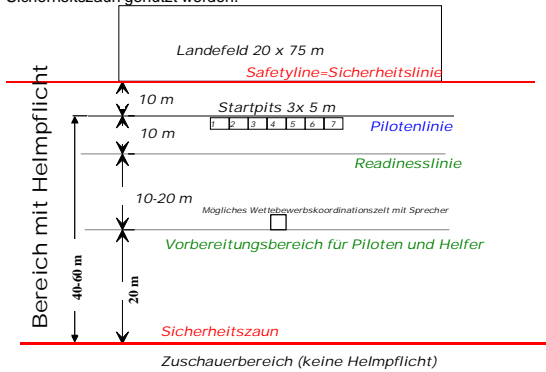 Sicherheitszaun genutzt werden.
Landefeld 20 x 75 m
Safetyline=Sicherheitslinie
10 m
Startpits 3x 5 m
1 2 3 4 5 6 7
Pilotenlinie
10 m
Readinesslinie
10-20 m
Mögliches Wettebewerbskoordinationszelt mit Sprecher
Vorbereitungsbereich für Piloten und Helfer
Bereich mit Helmpflicht
40-60 m
20 m
Sicherheitszaun
Zuschauerbereich (keine Helmpflicht)